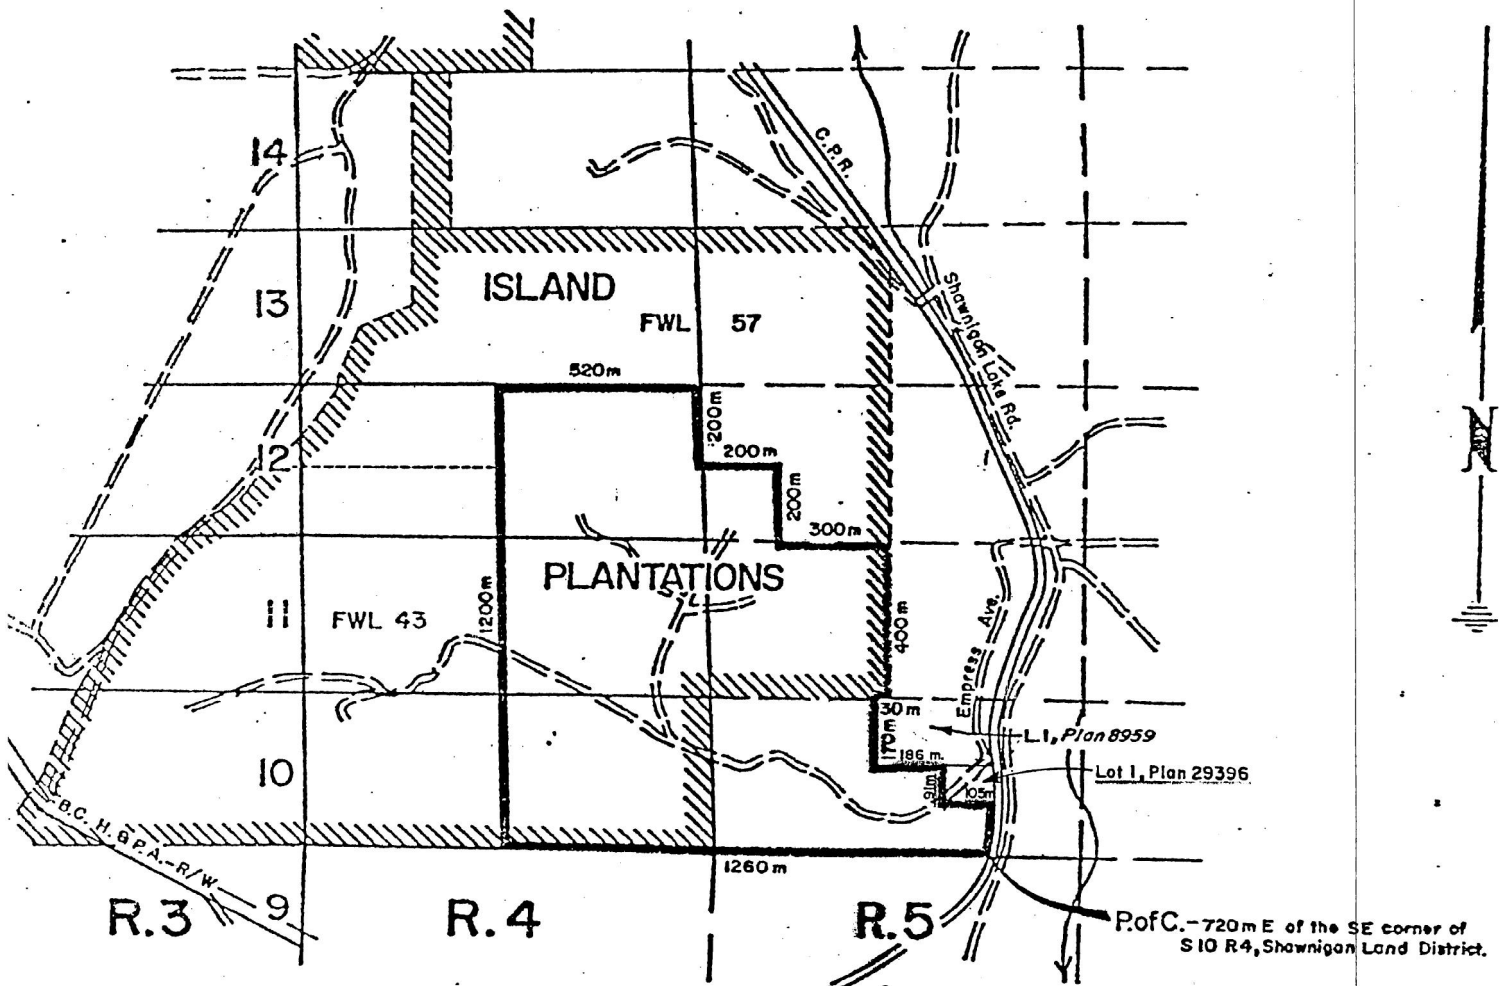 14
C.P.R.
13
ISLAND
FWL 57
Shawnigan Lake Rd.
520m
200m
12
200m
200m
N
300m
PLANTATIONS
1200m
11
FWL 43
400m
Empress Ave.
30m
170m
L.1, Plan 8959
186 m.
10
Lot 1, Plan 29396
91m
105m
B.C. H. & P.A.-R/W
1260m
9
R.3
R.4
R.5
P.of C.-720m E of the SE corner of
S 10 R4, Shawnigan Land District.